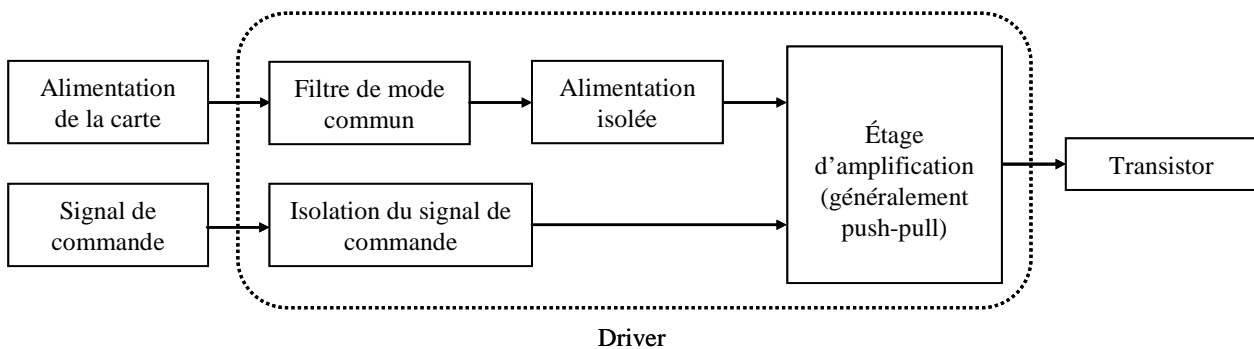 Alimentation
de la carte
Filtre de mode
commun
Alimentation
isolée
Étage
d'amplification
(généralement
push-pull)
Transistor
Signal de
commande
Isolation du signal de
commande
Driver